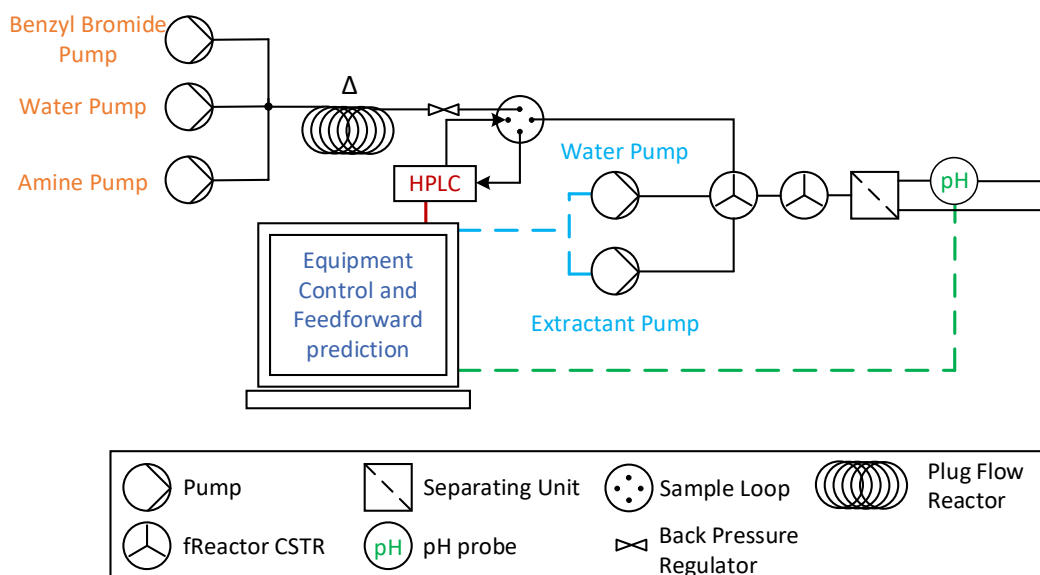 Benzyl Bromide
Pump
Δ
Water Pump
Water Pump
HPLC
Amine Pump
pH
Equipment
Control and
Feedforward
prediction
Extractant Pump
Pump
Separating Unit
Sample Loop
Plug Flow
Reactor
fReactor CSTR
pH
pH probe
Back Pressure
Regulator